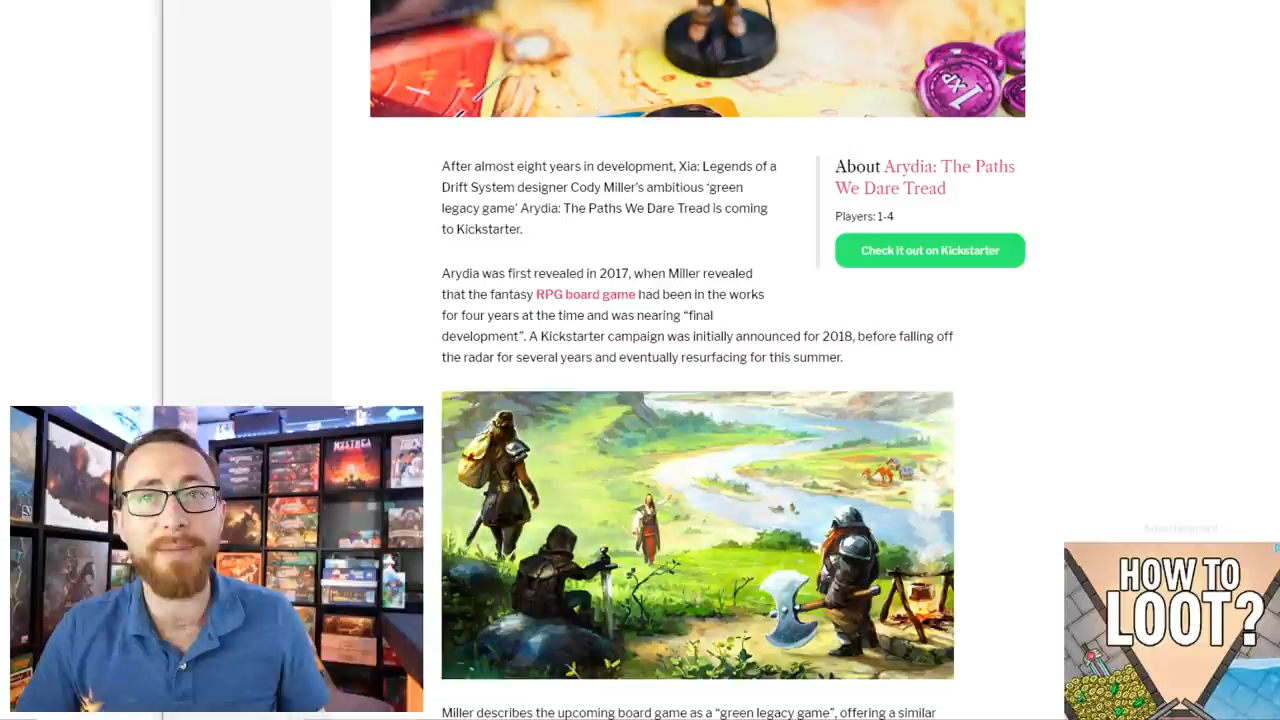 1 XP
After almost eight years in development, Xia: Legends of a
Drift System designer Cody Miller's ambitious 'green
legacy game' Arydia: The Paths We Dare Tread is coming
to Kickstarter.
About Arydia: The Paths
We Dare Tread
Players: 1-4
Check it out on Kickstarter
Arydia was first revealed in 2017, when Miller revealed
that the fantasy RPG board game had been in the works
for four years at the time and was nearing "final
development". A Kickstarter campaign was initially announced for 2018, before falling off
the radar for several years and eventually resurfacing for this summer.
MYSTHEA
Advertisement
HOW TO
LOOT?
Miller describes the upcoming board game as a "green legacy game", offering a similar